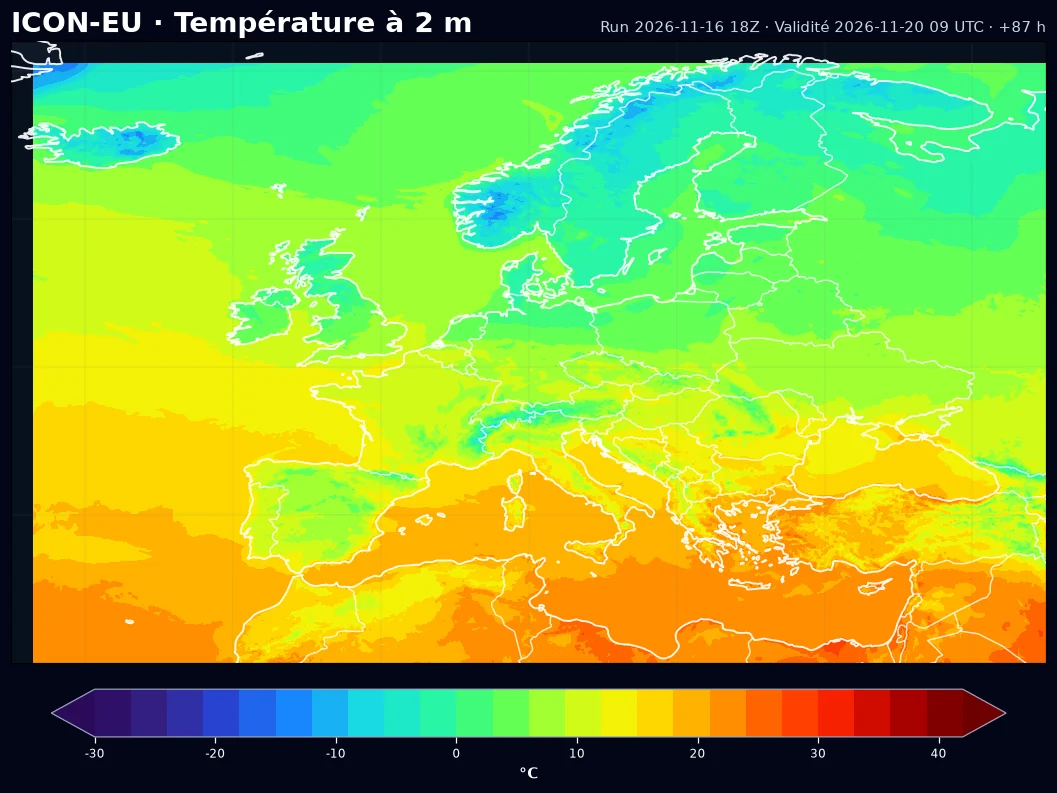 ICON-EU · Température à 2 m
Run 2026-11-16 18Z · Validité 2026-11-20 09 UTC · +87 h
-30 -20 -10 0 10 20 30 40
°C